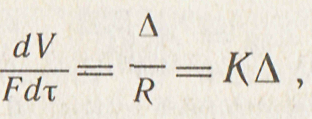 dV/Fdτ = Δ/R = KΔ ,